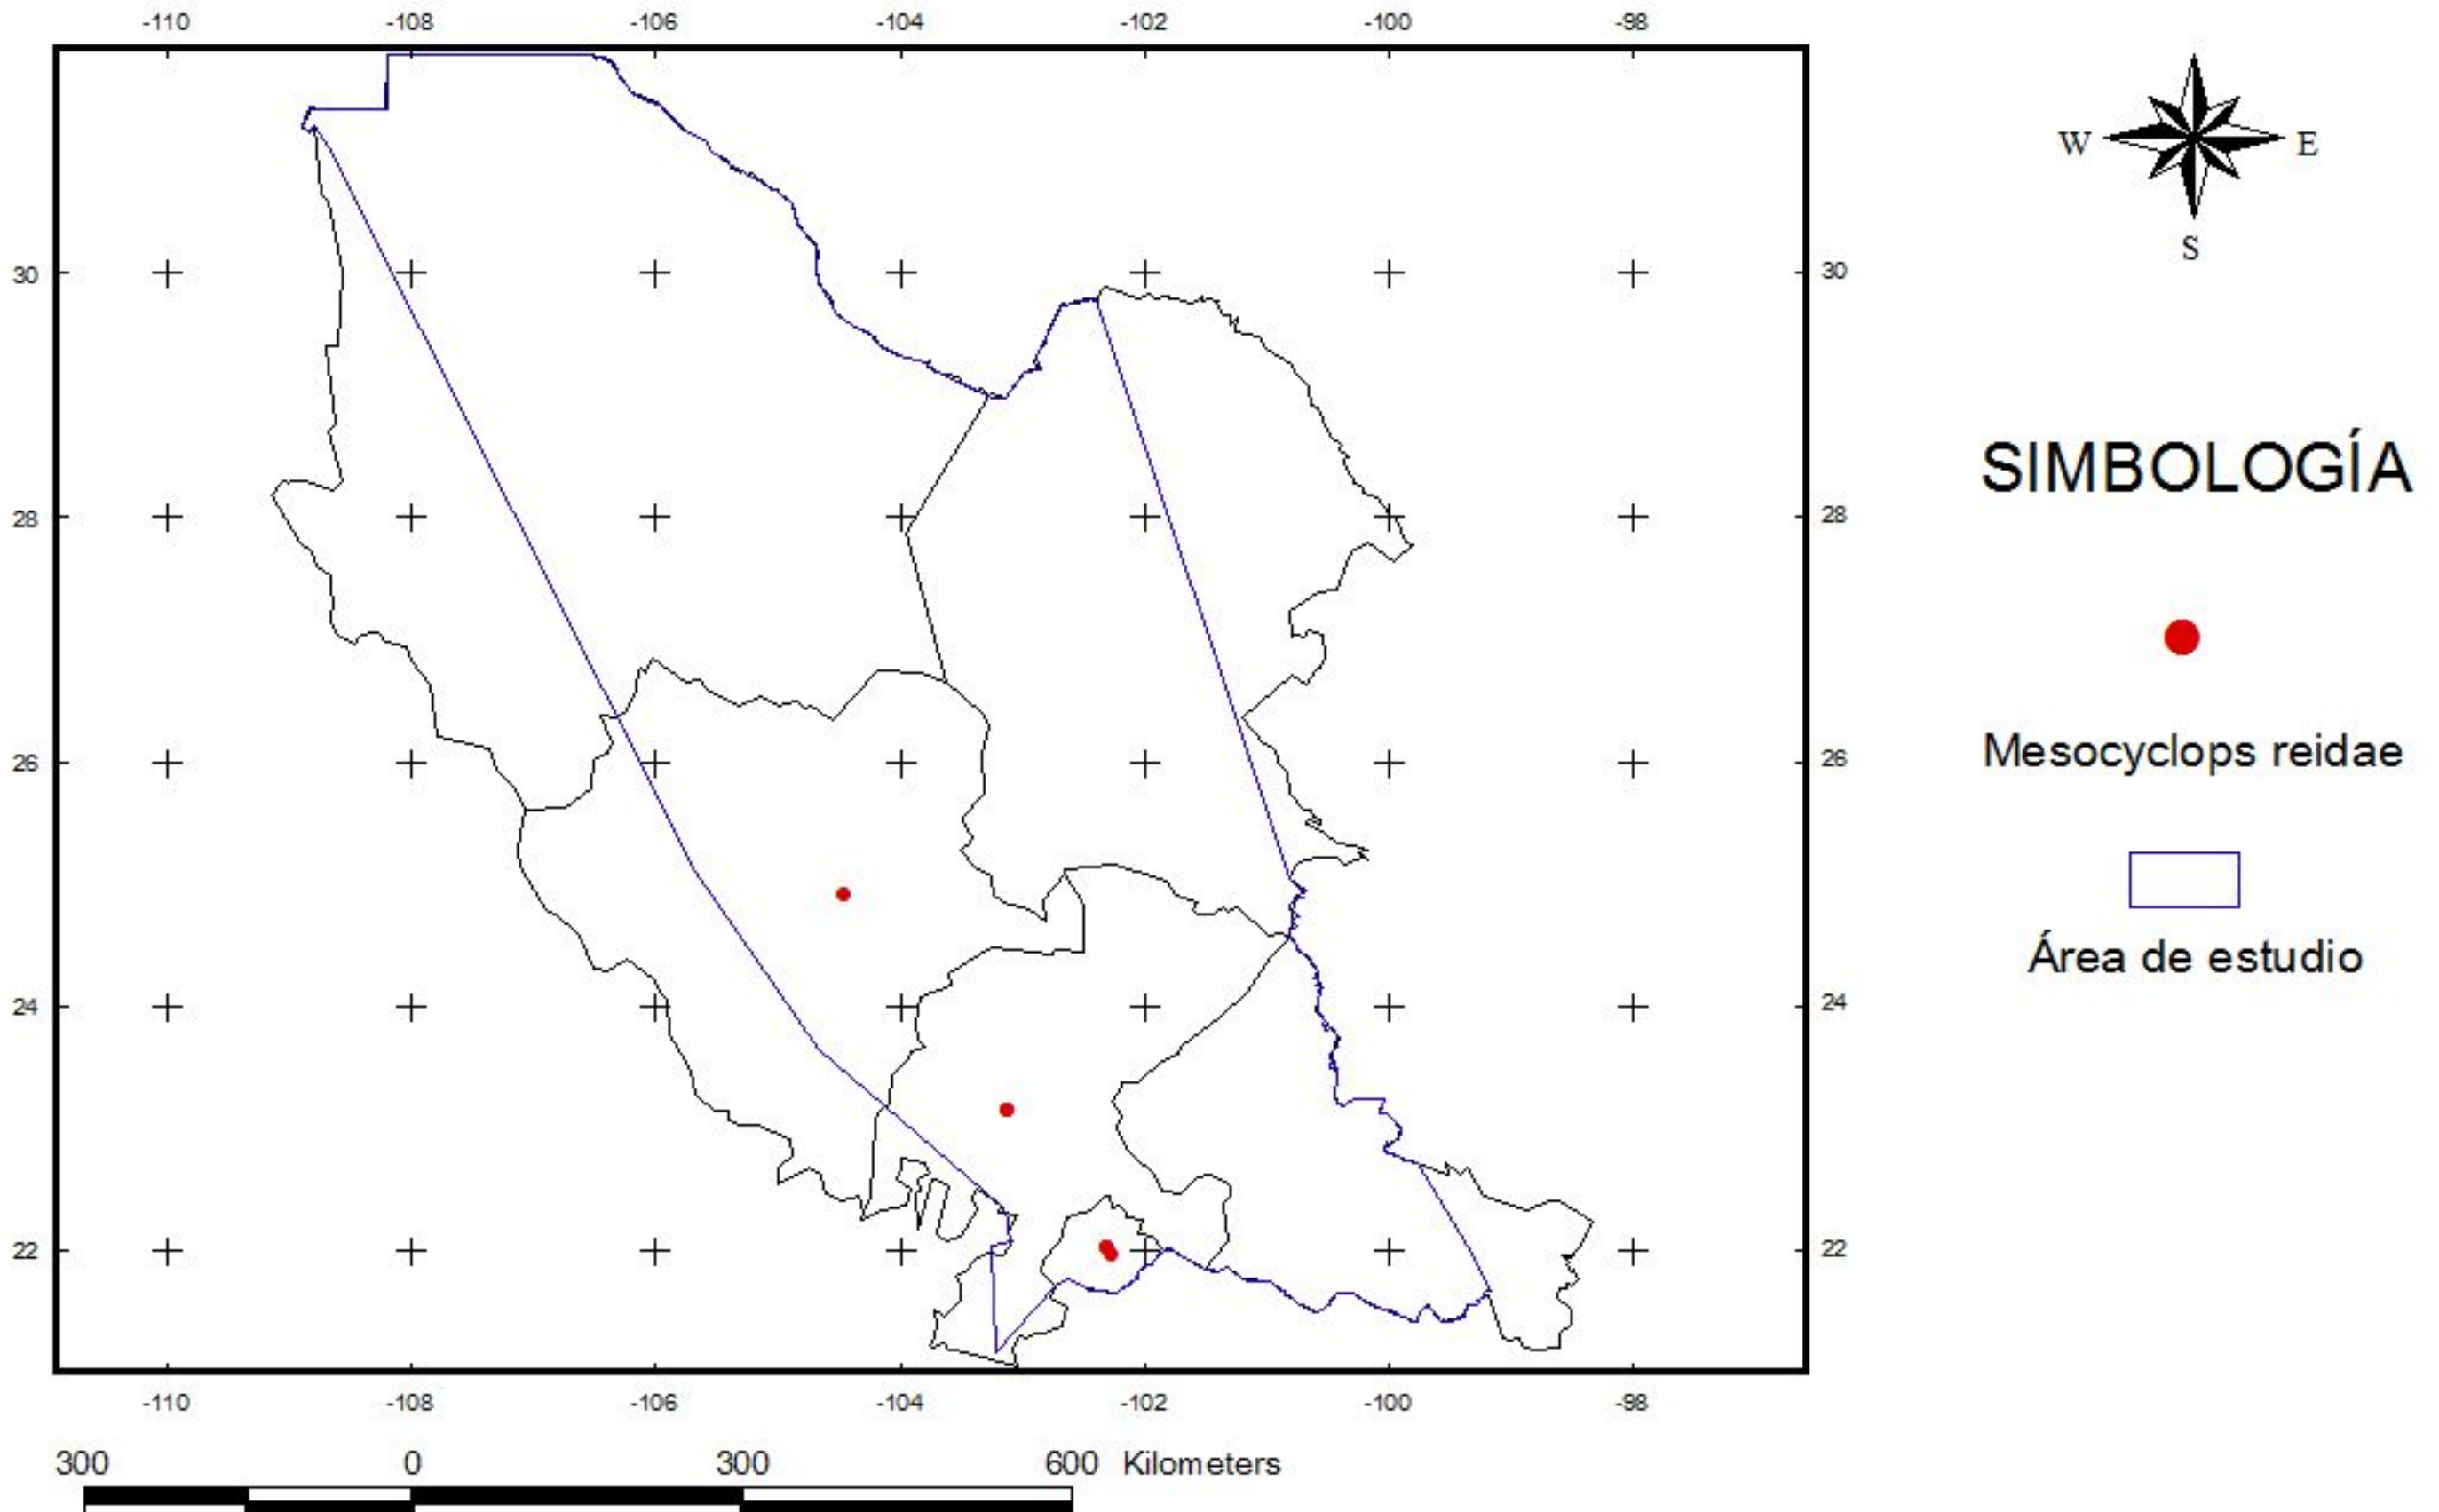 -110 -108 -106 -104 -102 -100 -98
W E
S
30 30
SIMBOLOGÍA
28 28
Mesocyclops reidae
26 26
Área de estudio
24 24
22 22
-110 -108 -106 -104 -102 -100 -98
300 0 300 600 Kilometers